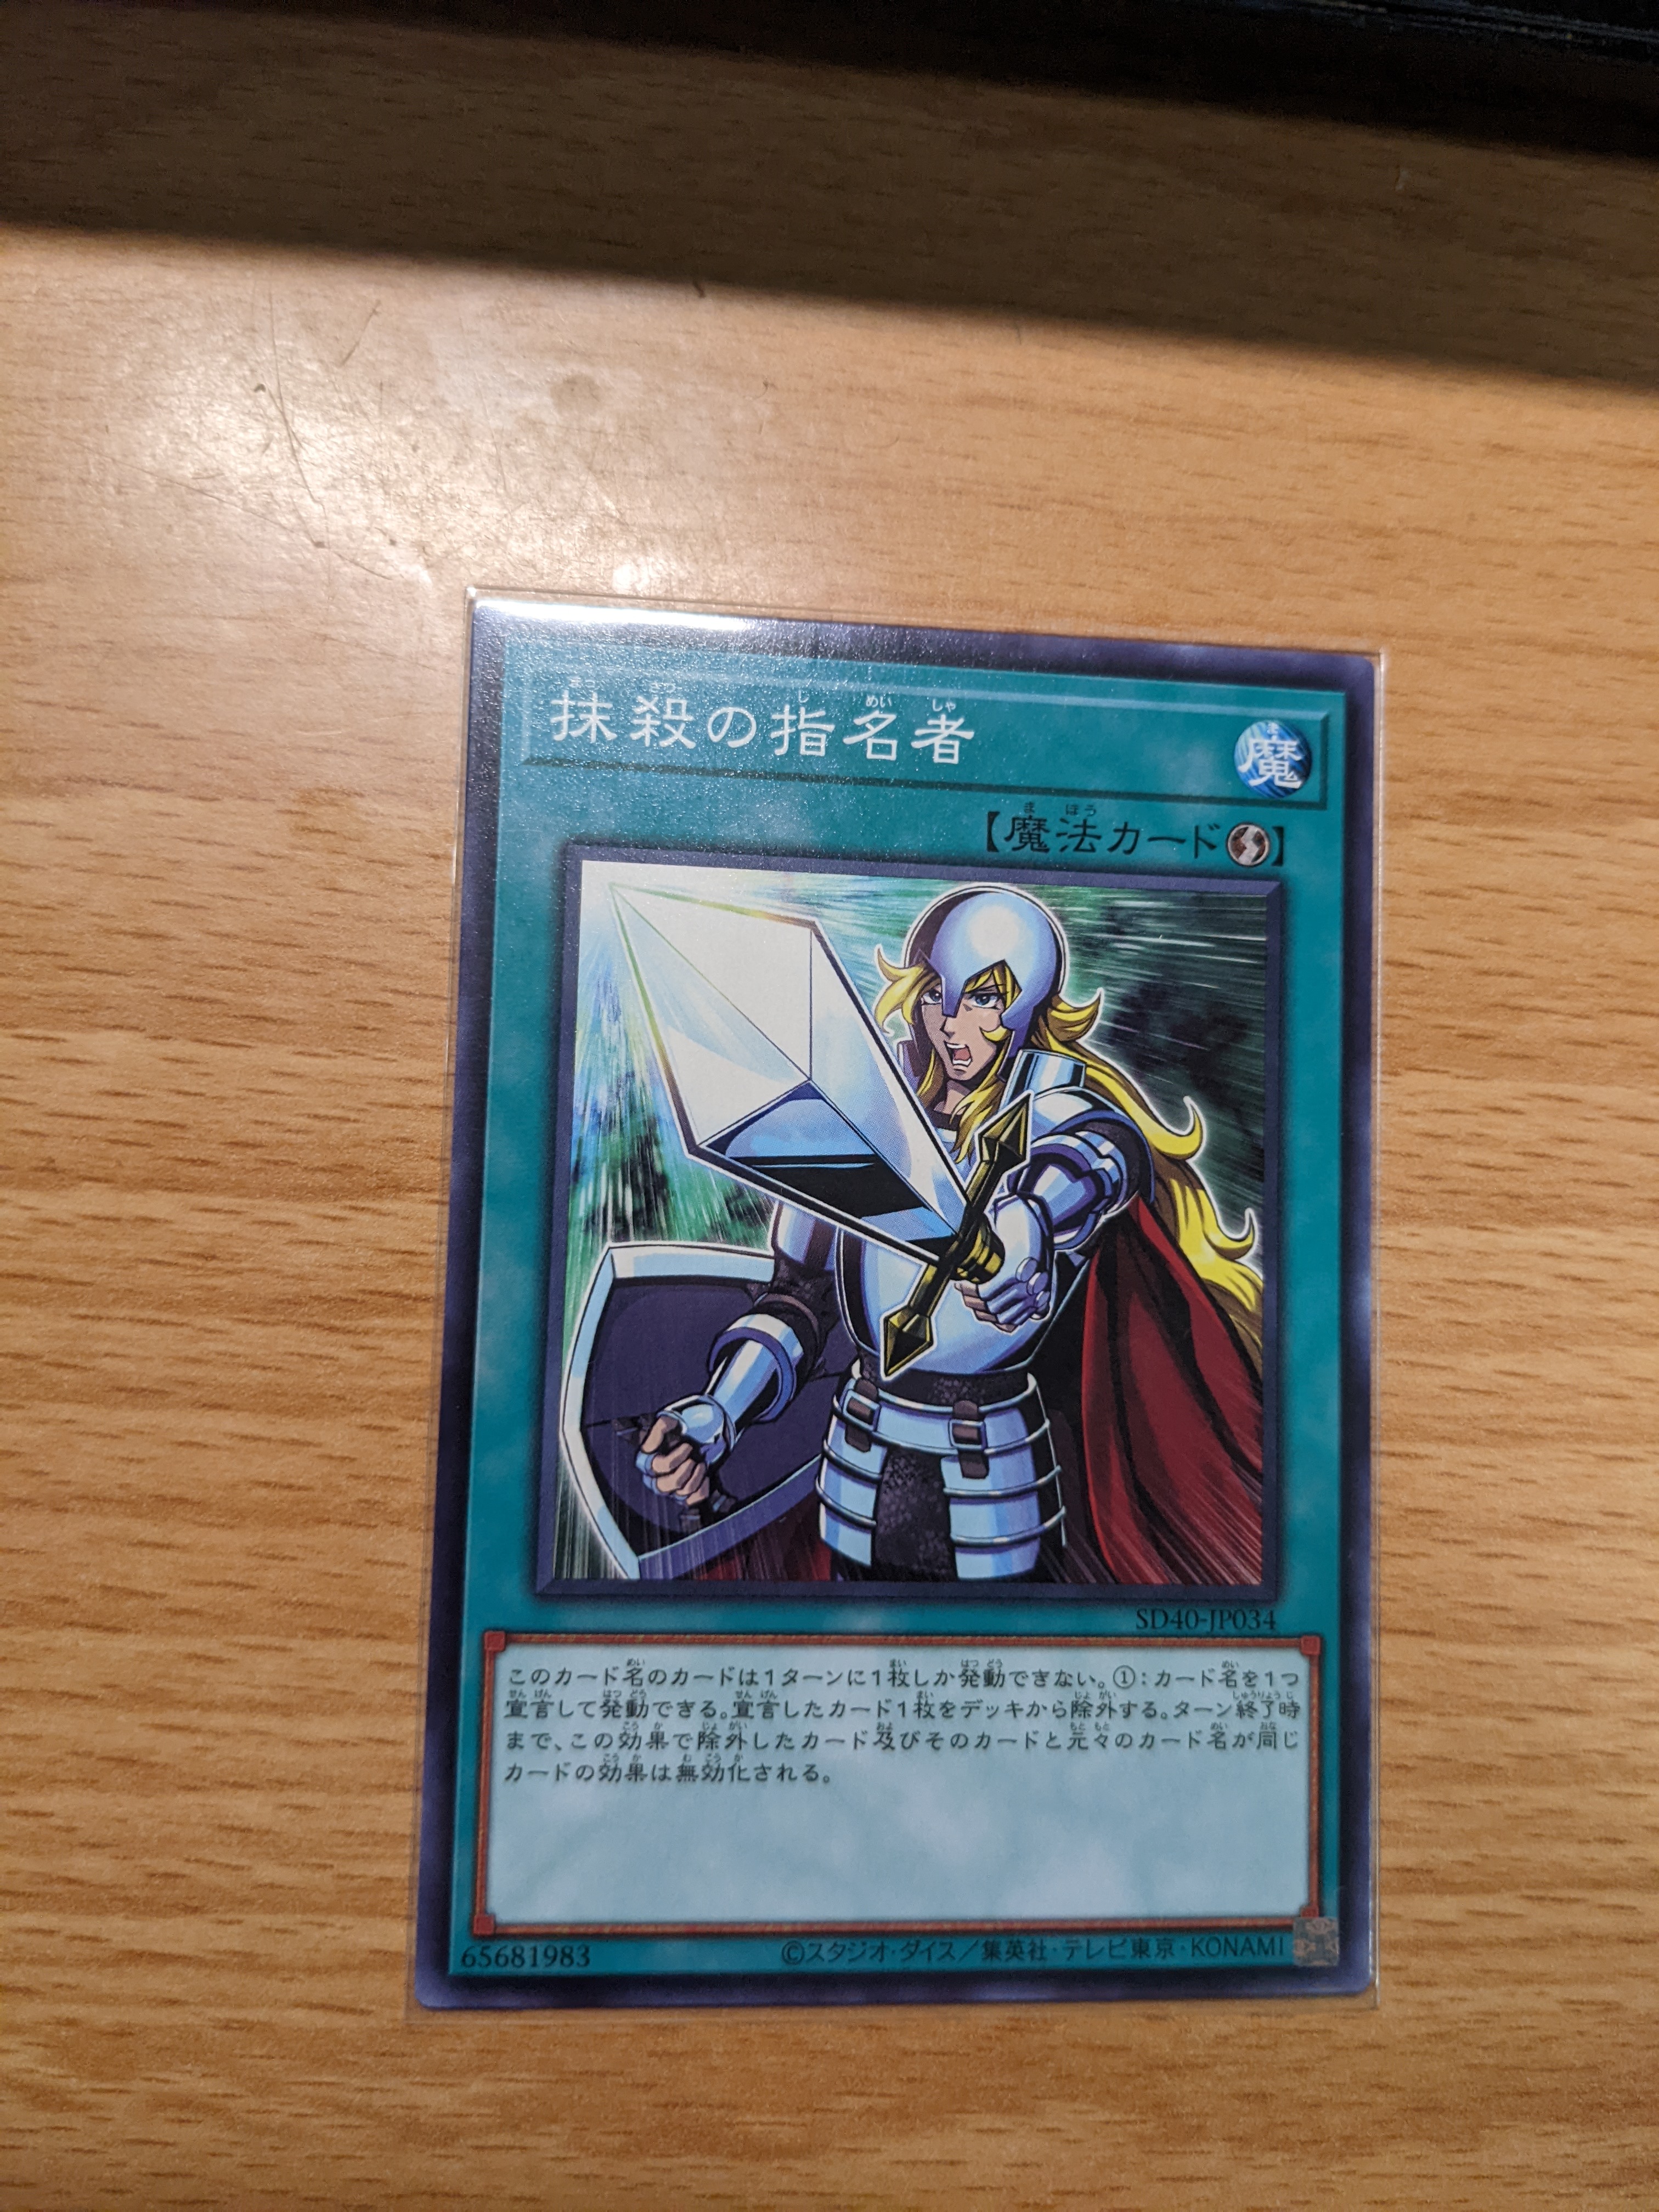 抹殺の指名者
魔
【魔法カード】
SD40-JP034
このカード名のカードは1ターンに1枚しか発動できない。①:カード名を1つ
宣言して発動できる。宣言したカード1枚をデッキから除外する。ターン終了時
まで、この効果で除外したカード及びそのカードと元々のカード名が同じ
カードの効果は無効化される。
65681983
©スタジオ・ダイス/集英社・テレビ東京・KONAMI